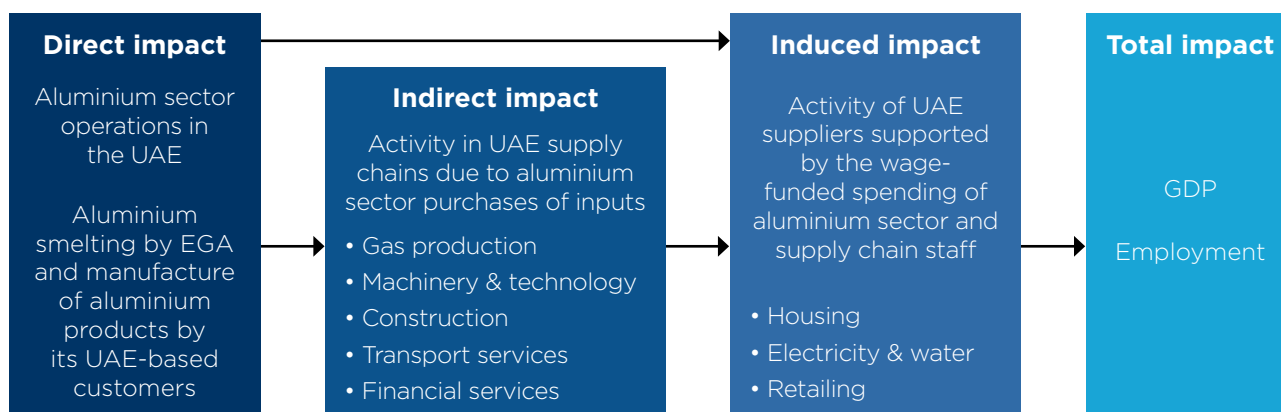 Direct impact
Aluminium sector
operations in
the UAE
Aluminium
smelting by EGA
and manufacture
of aluminium
products by
its UAE-based
customers
Indirect impact
Activity in UAE supply
chains due to aluminium
sector purchases of inputs
• Gas production
• Machinery & technology
• Construction
• Transport services
• Financial services
Induced impact
Activity of UAE
suppliers supported
by the wage-
funded spending of
aluminium sector and
supply chain staff
• Housing
• Electricity & water
• Retailing
Total impact
GDP
Employment